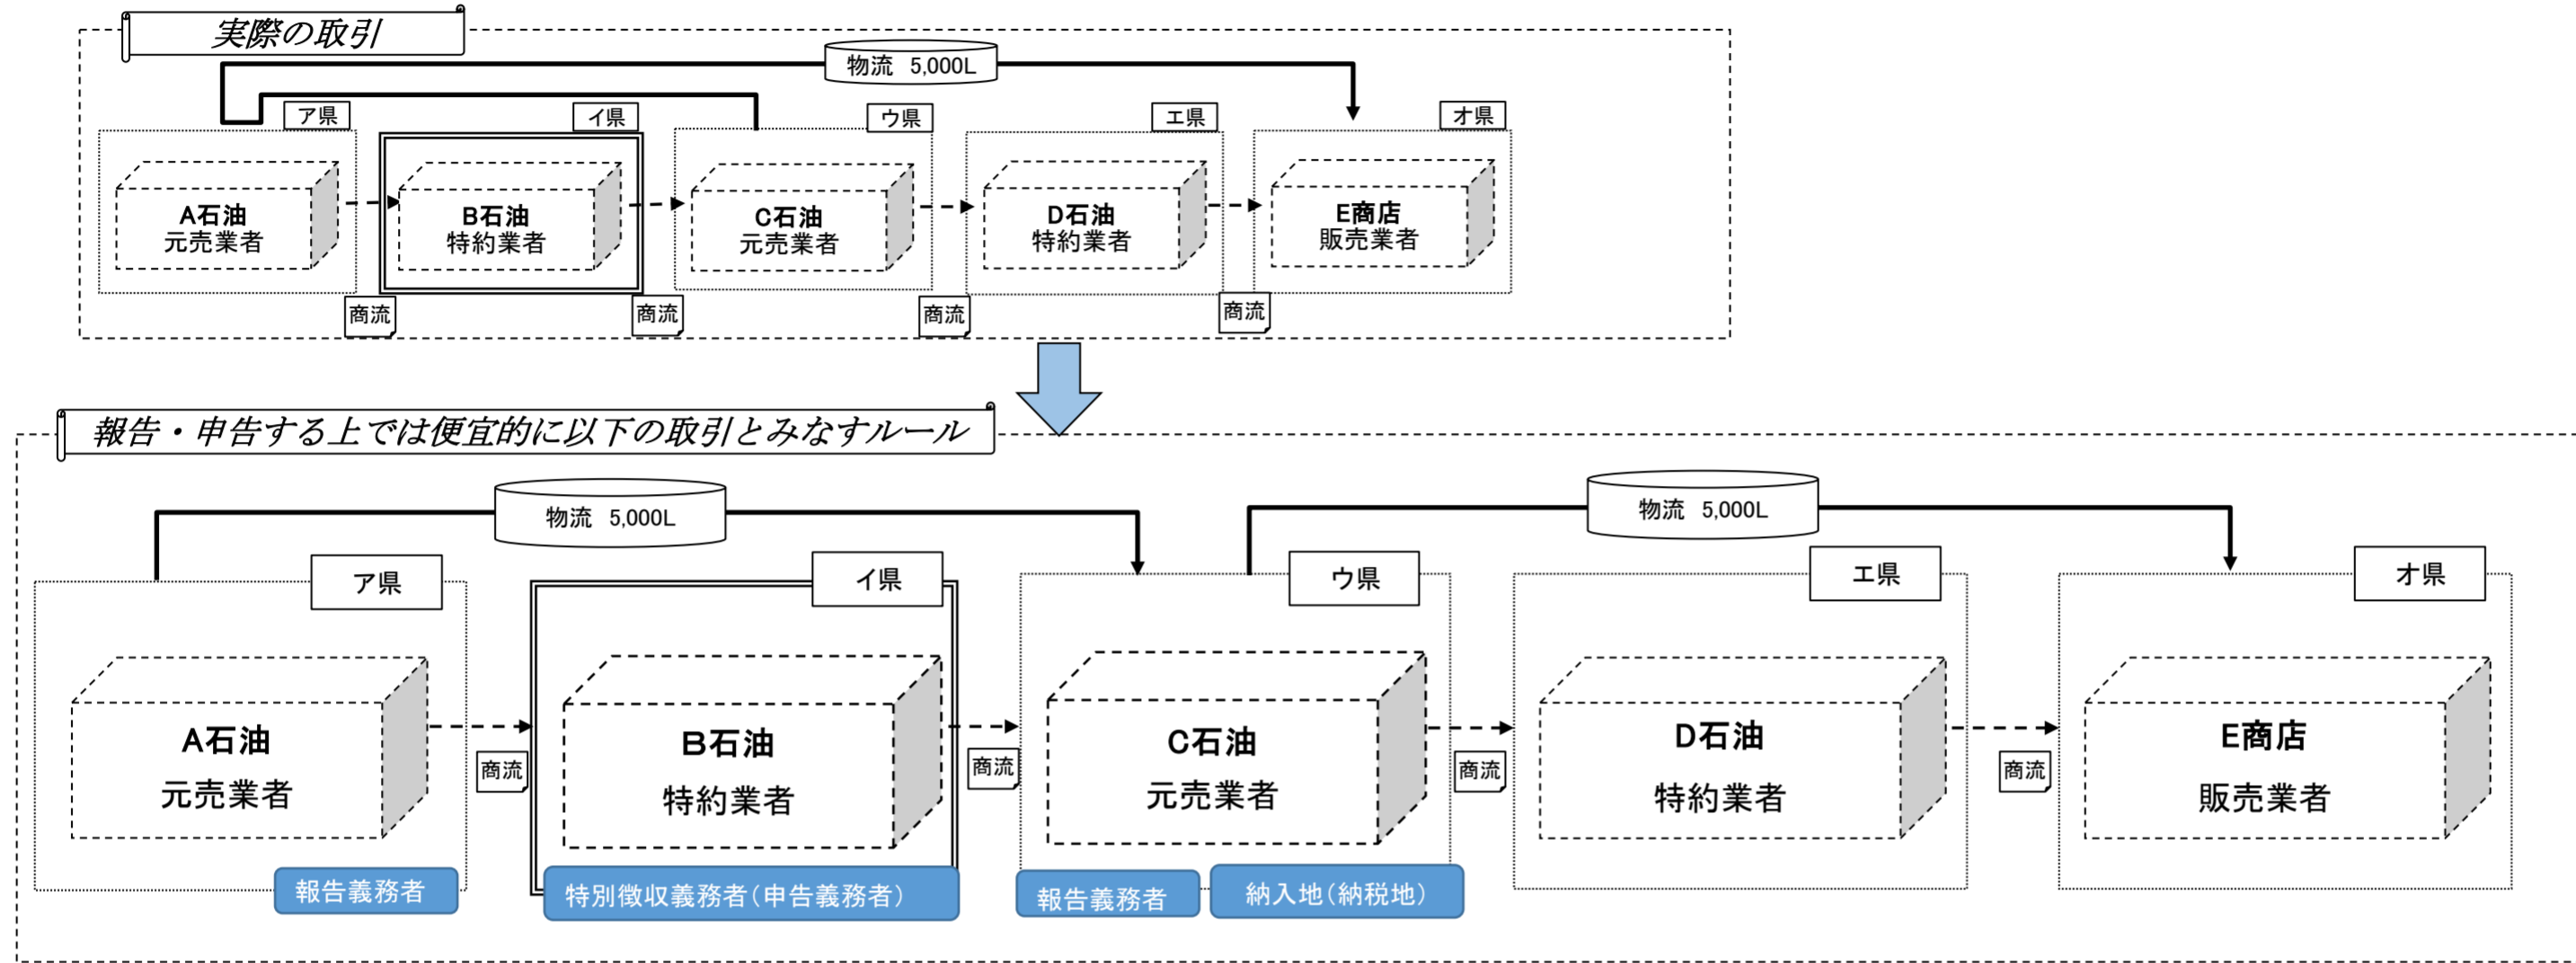 実際の取引
物流 5,000L
ア県
イ県
ウ県
エ県
オ県
A石油
元売業者
B石油
特約業者
C石油
元売業者
D石油
特約業者
E商店
販売業者
商流
商流
商流
商流
報告・申告する上では便宜的に以下の取引とみなすルール
物流 5,000L
物流 5,000L
ア県
イ県
ウ県
エ県
オ県
A石油
元売業者
B石油
特約業者
C石油
元売業者
D石油
特約業者
E商店
販売業者
商流
商流
商流
商流
報告義務者
特別徴収義務者(申告義務者)
報告義務者
納入地(納税地)